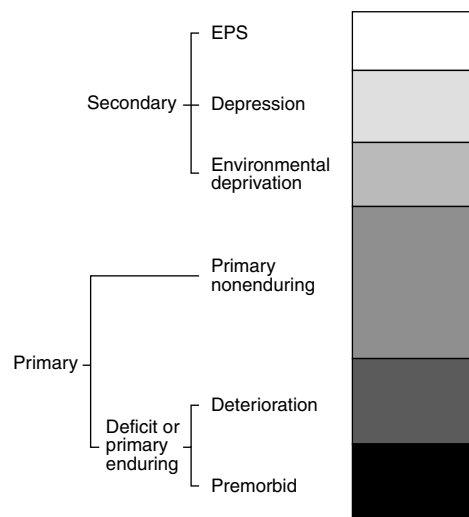 EPS
Secondary
Depression
Environmental
deprivation
Primary
nonenduring
Primary
Deterioration
Deficit or
primary
enduring
Premorbid